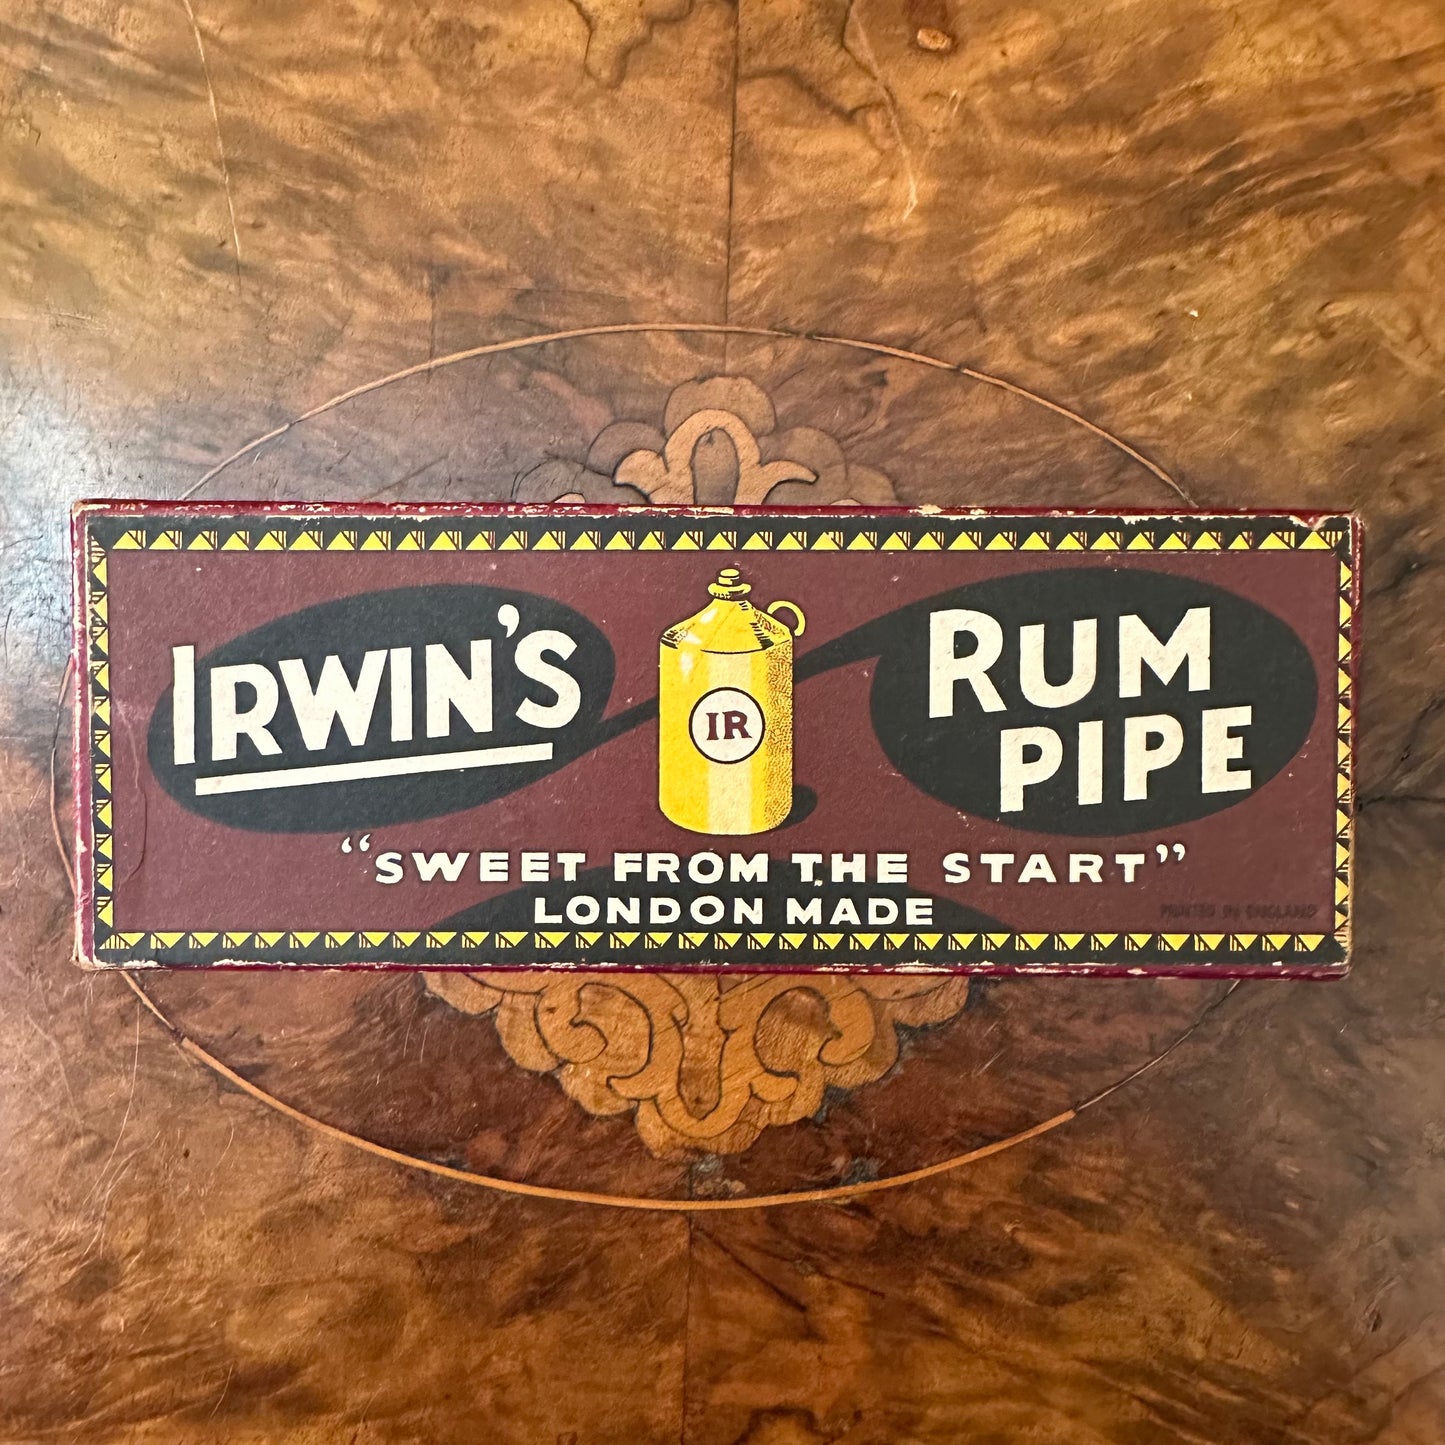 IRWIN'S
RUM
PIPE
IR
"SWEET FROM THE START"
LONDON MADE
PRINTED IN ENGLAND